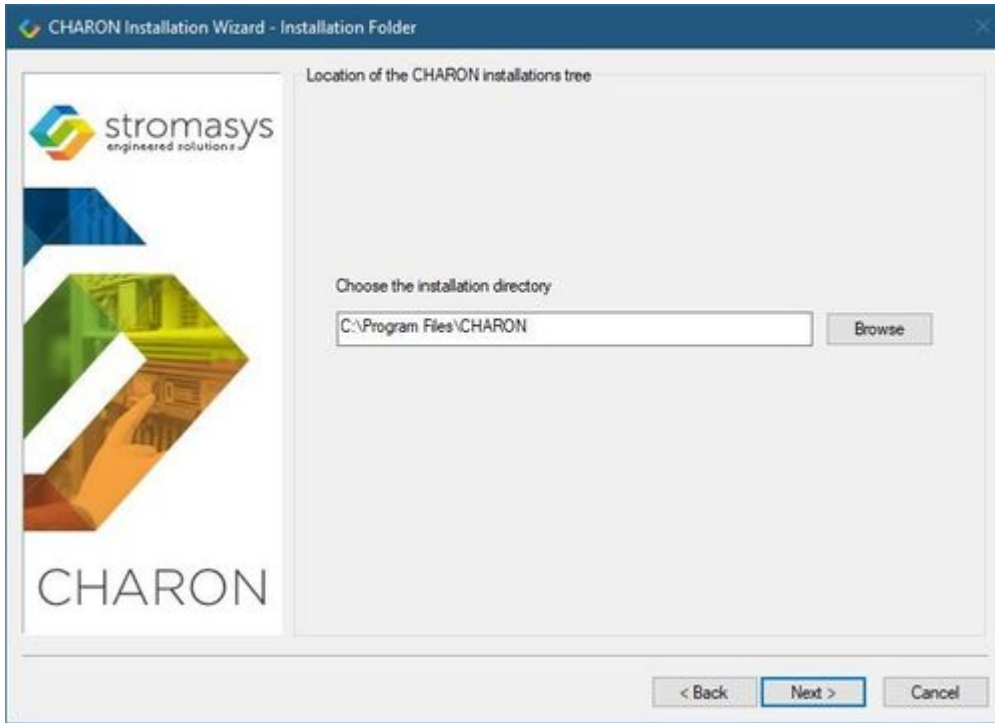 CHARON Installation Wizard - Installation Folder
stromasys
engineered solutions
CHARON
Location of the CHARON installations tree
Choose the installation directory
C:\Program Files\CHARON
Browse
< Back
Next >
Cancel